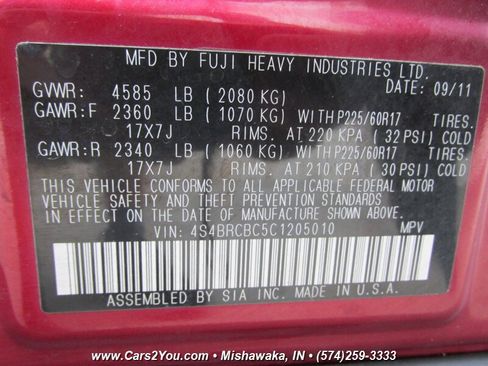 MFD BY FUJI HEAVY INDUSTRIES LTD.
DATE: 09/11
GVWR: 4585 LB (2080 KG)
GAWR:F 2360 LB (1070 KG) WITH P225/60R17 TIRES.
17X7J RIMS. AT 220 KPA (32 PSI) COLD
GAWR:R 2340 LB (1060 KG) WITH P225/60R17 TIRES.
17X7J RIMS. AT 210 KPA (30 PSI) COLD
THIS VEHICLE CONFORMS TO ALL APPLICABLE FEDERAL MOTOR
VEHICLE SAFETY AND THEFT PREVENTION STANDARDS
IN EFFECT ON THE DATE OF MANUFACTURE SHOWN ABOVE.
VIN: 4S4BRCBC5C1205010 MPV
ASSEMBLED BY SIA INC. MADE IN U.S.A.
www.Cars2You.com - Mishawaka, IN - (574)259-3333